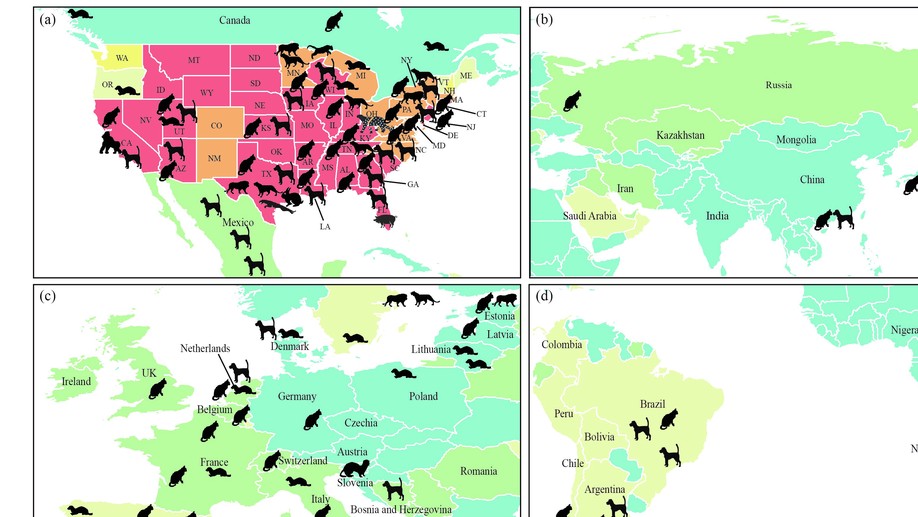 (a)
Canada
WA
MT
ND
MN
NY
ME
OR
ID
SD
WI
MI
VT
NH
MA
WY
NE
IA
PA
CT
NV
UT
CO
KS
MO
IL
IN
OH
KY
VA
NJ
DE
MD
CA
AZ
NM
OK
AR
TN
NC
SC
TX
MS
AL
GA
LA
FL
Mexico
(b)
Russia
Kazakhstan
Mongolia
China
Iran
Saudi Arabia
India
(c)
Estonia
Latvia
Denmark
Lithuania
Netherlands
Ireland
UK
Belgium
Germany
Poland
Czechia
France
Switzerland
Austria
Slovenia
Romania
Italy
Bosnia and Herzegovina
(d)
Colombia
Nigera
Peru
Brazil
Bolivia
Chile
Argentina
N